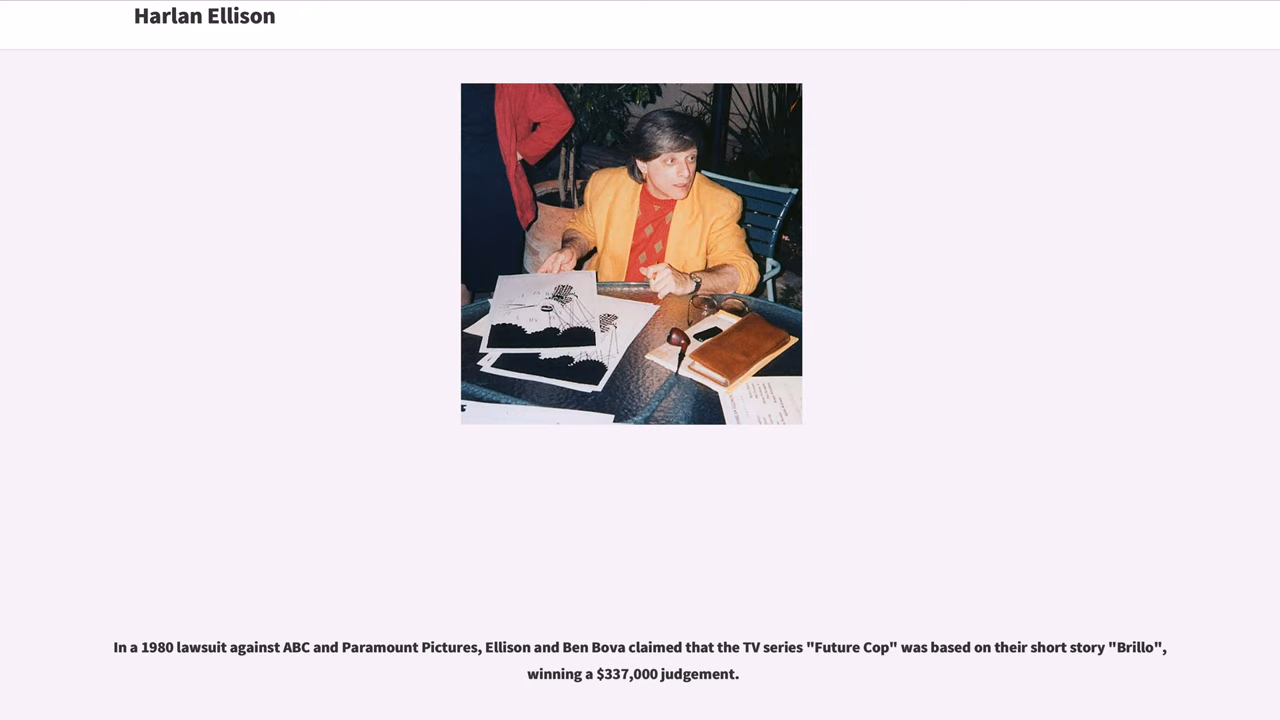 Harlan Ellison
In a 1980 lawsuit against ABC and Paramount Pictures, Ellison and Ben Bova claimed that the TV series "Future Cop" was based on their short story "Brillo",
winning a $337,000 judgement.